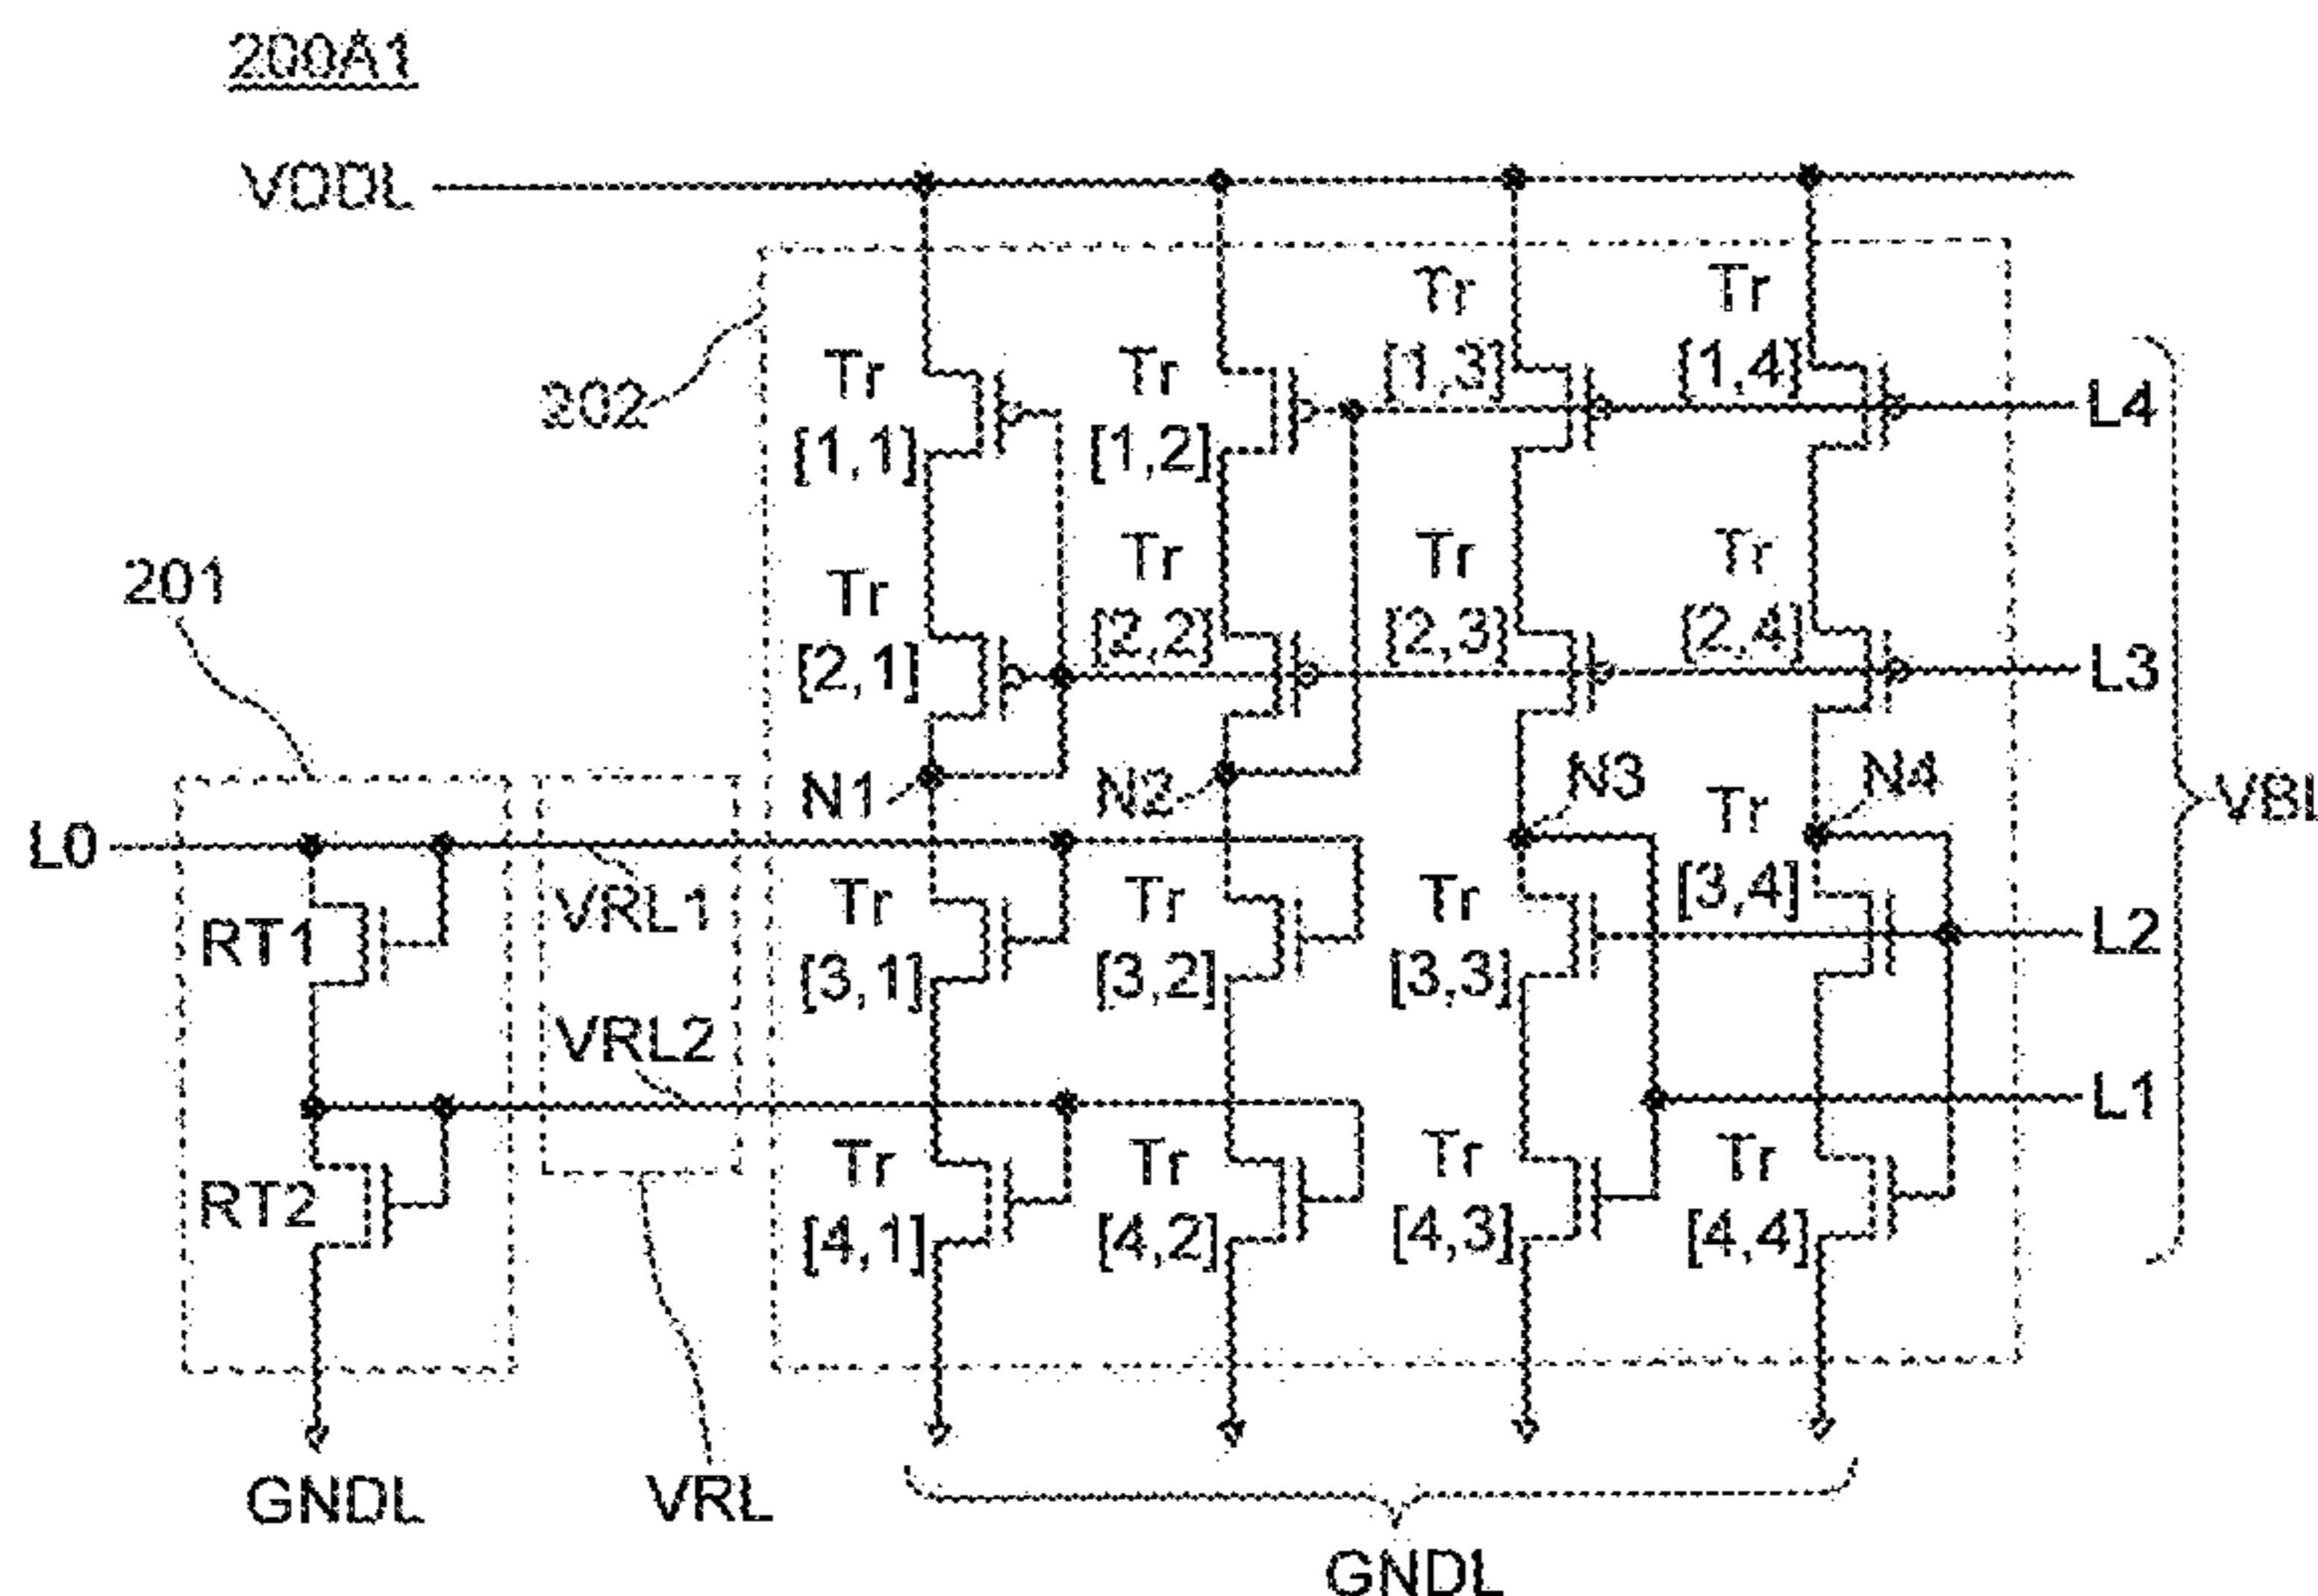 200A1
VDDL
202
Tr
[1,1]
Tr
[1,2]
Tr
[1,3]
Tr
[1,4]
L4
201
Tr
[2,1]
Tr
[2,2]
Tr
[2,3]
Tr
[2,4]
L3
N1
N2
N3
N4
VBL
L0
RT1
VRL1
Tr
[3,1]
Tr
[3,2]
Tr
[3,3]
Tr
[3,4]
L2
VRL2
L1
RT2
Tr
[4,1]
Tr
[4,2]
Tr
[4,3]
Tr
[4,4]
GNDL
VRL
GNDL